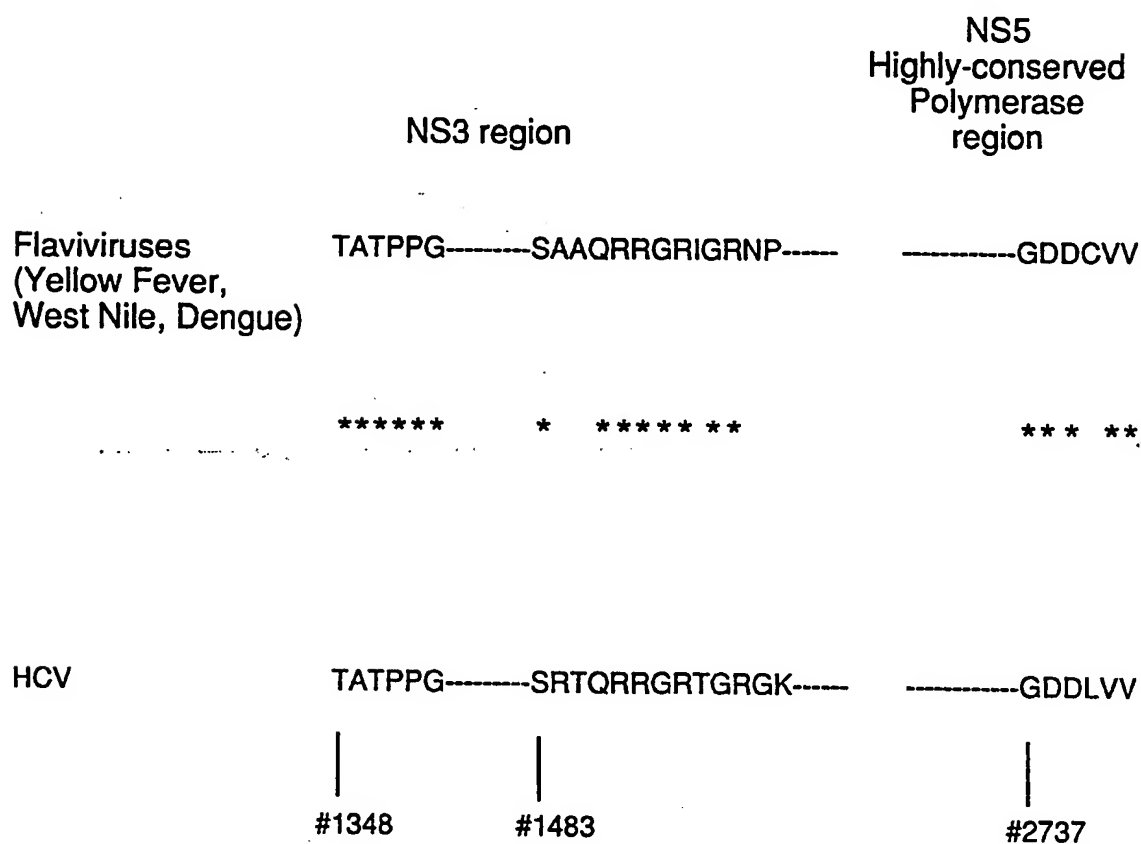 NS5
Highly-conserved
Polymerase
region
NS3 region
Flaviviruses
(Yellow Fever,
West Nile, Dengue)
TATPPG---------SAAQRRGRIGRNP------ ------------GDDCVV
****** * ****** ** *** **
HCV
TATPPG---------SRTQRRGRTGRGK------ ------------GDDLVV
#1348 #1483 #2737